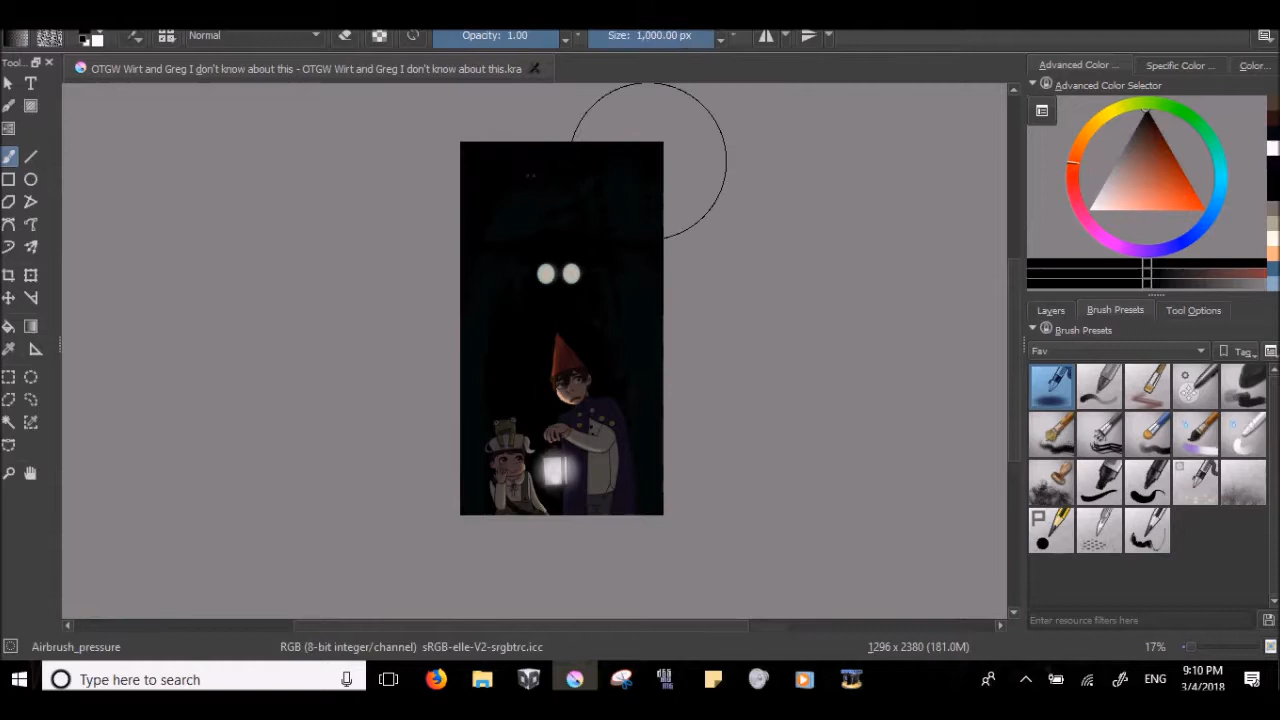 Normal
Opacity: 1.00
Size: 1,000.00 px
Tool...
OTGW Wirt and Greg I don't know about this - OTGW Wirt and Greg I don't know about this.kra
Advanced Color ...
Specific Color ...
Color...
Advanced Color Selector
Layers
Brush Presets
Tool Options
Brush Presets
Fav
Tag
P
Enter resource filters here
Airbrush_pressure
RGB (8-bit integer/channel) sRGB-elle-V2-srgbtrc.icc
1296 x 2380 (181.0M)
17%
Type here to search
ENG
9:10 PM
3/4/2018